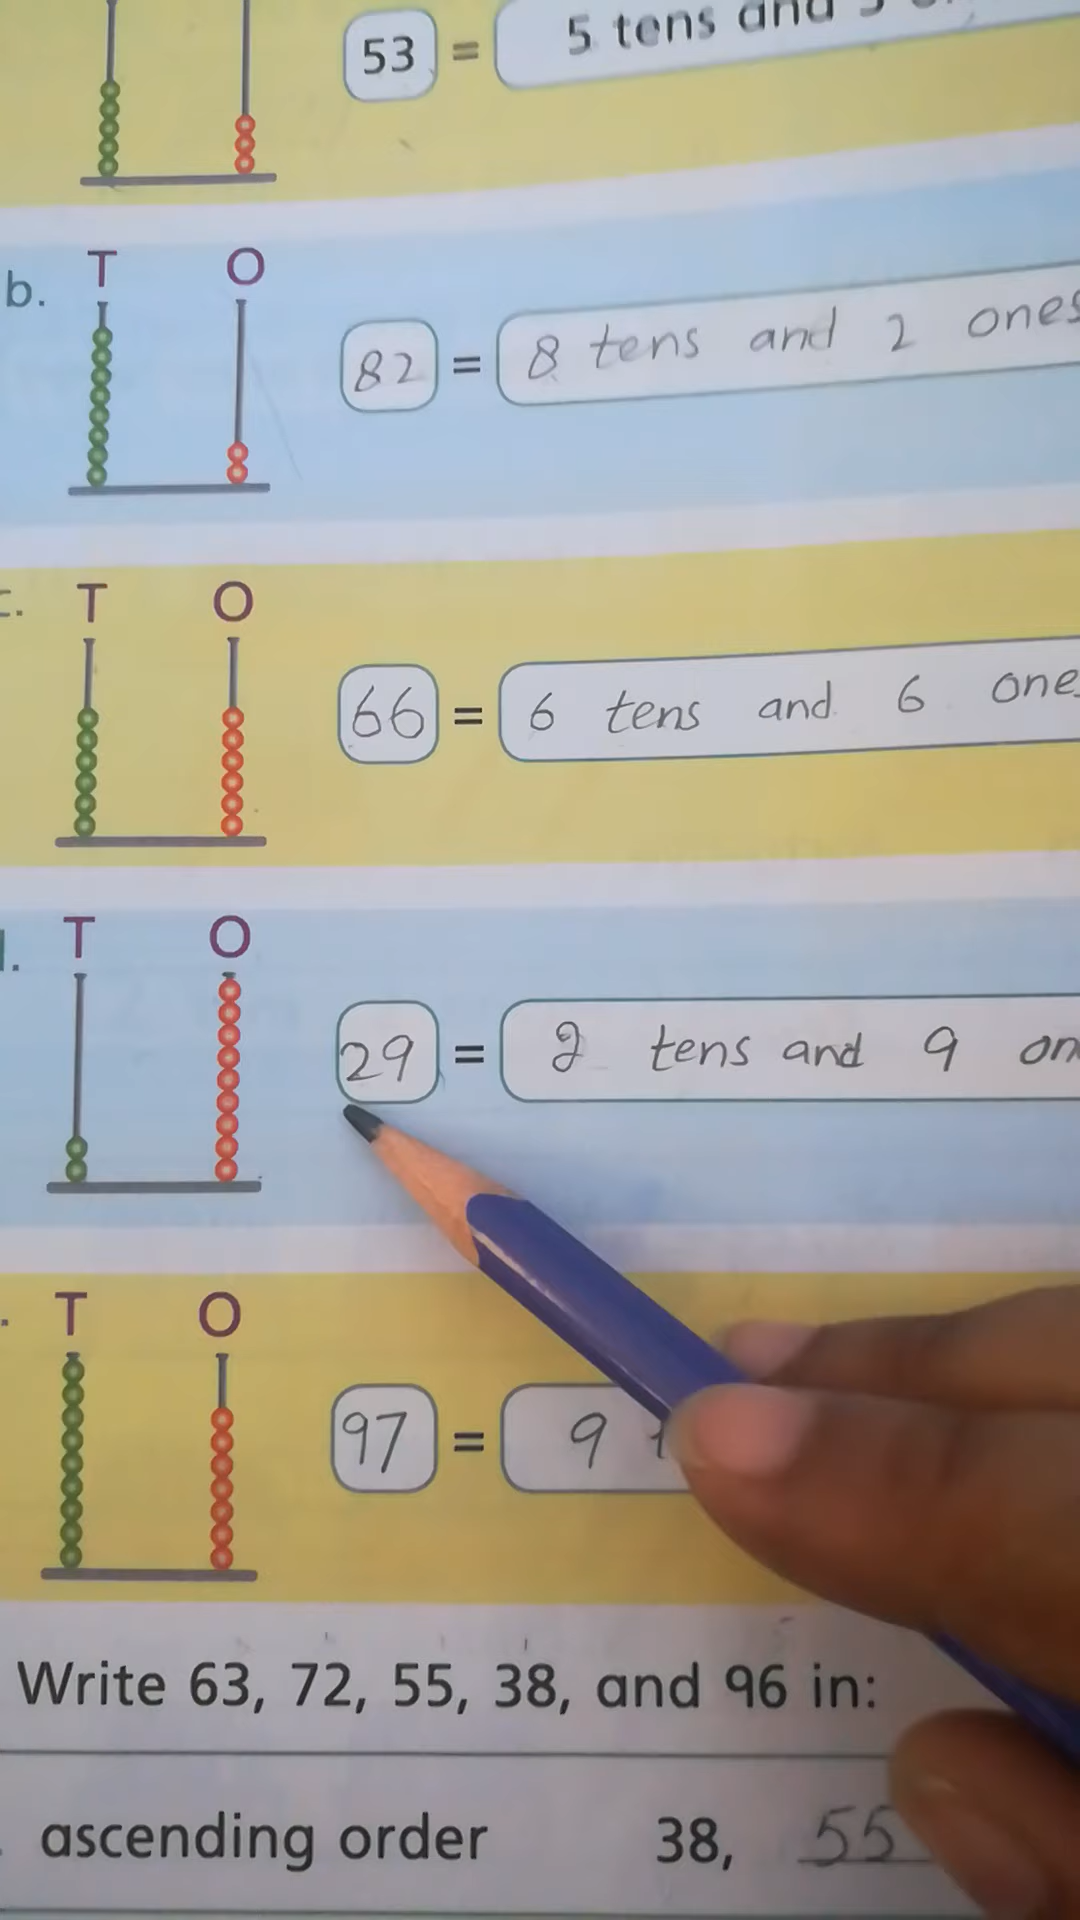 53 = 5 tens and
b. T O
82 = 8 tens and 2 ones
c. T O
66 = 6 tens and 6 one
T O
29 = 2 tens and 9 on
T O
97 = 9 t
Write 63, 72, 55, 38, and 96 in:
ascending order 38, 55